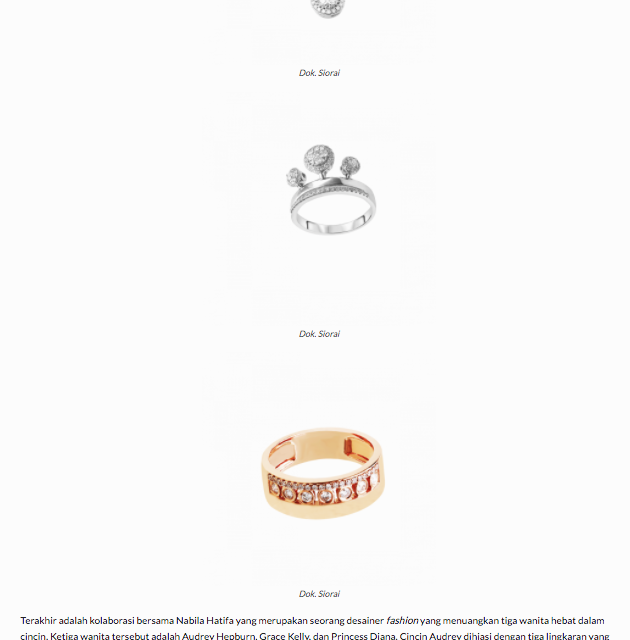 Dok. Siorai
Dok. Siorai
Dok. Siorai
Terakhir adalah kolaborasi bersama Nabila Hatifa yang merupakan seorang desainer fashion yang menuangkan tiga wanita hebat dalam
cincin. Ketiga wanita tersebut adalah Audrey Hepburn, Grace Kelly, dan Princess Diana. Cincin Audrey dihiasi dengan tiga lingkaran yang